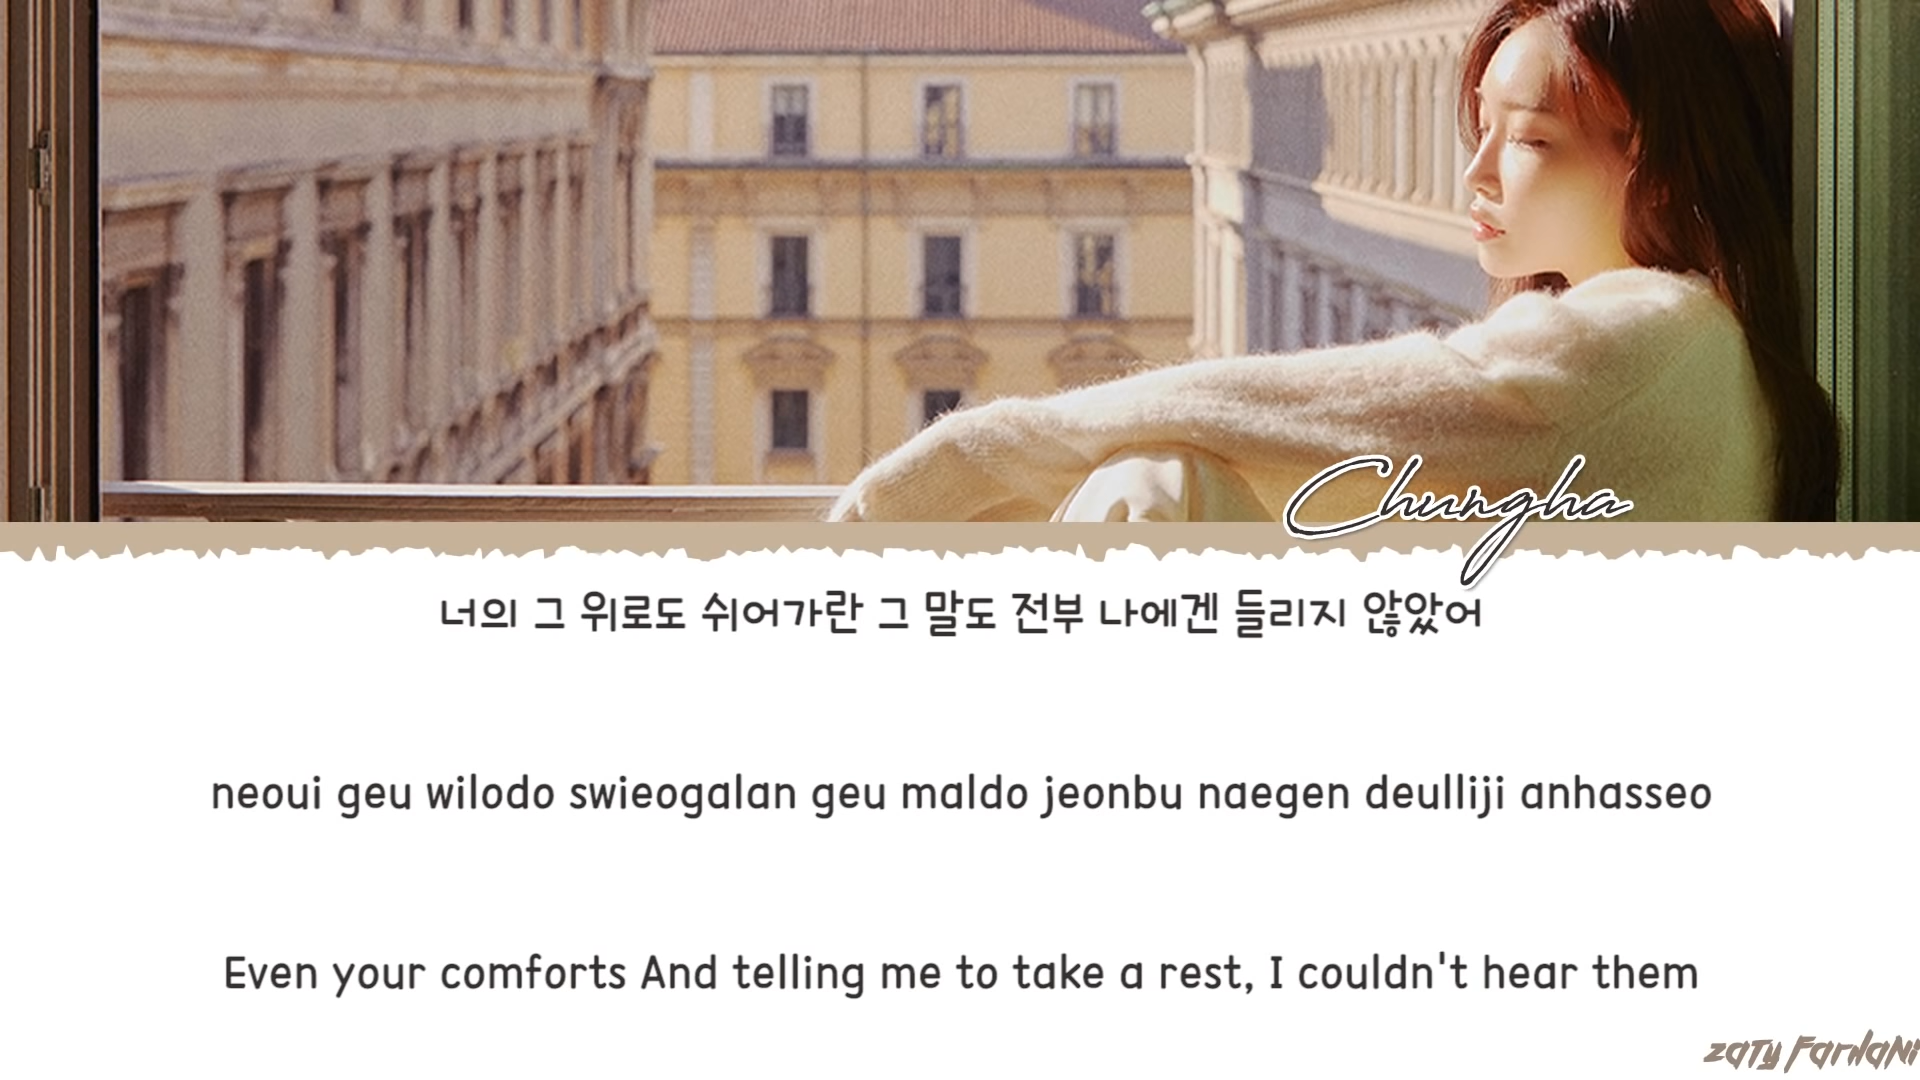 Chungha
너의 그 위로도 쉬어가란 그 말도 전부 나에겐 들리지 않았어
neoui geu wilodo swieogalan geu maldo jeonbu naegen deulliji anhasseo
Even your comforts And telling me to take a rest, I couldn't hear them
zaty Fardani